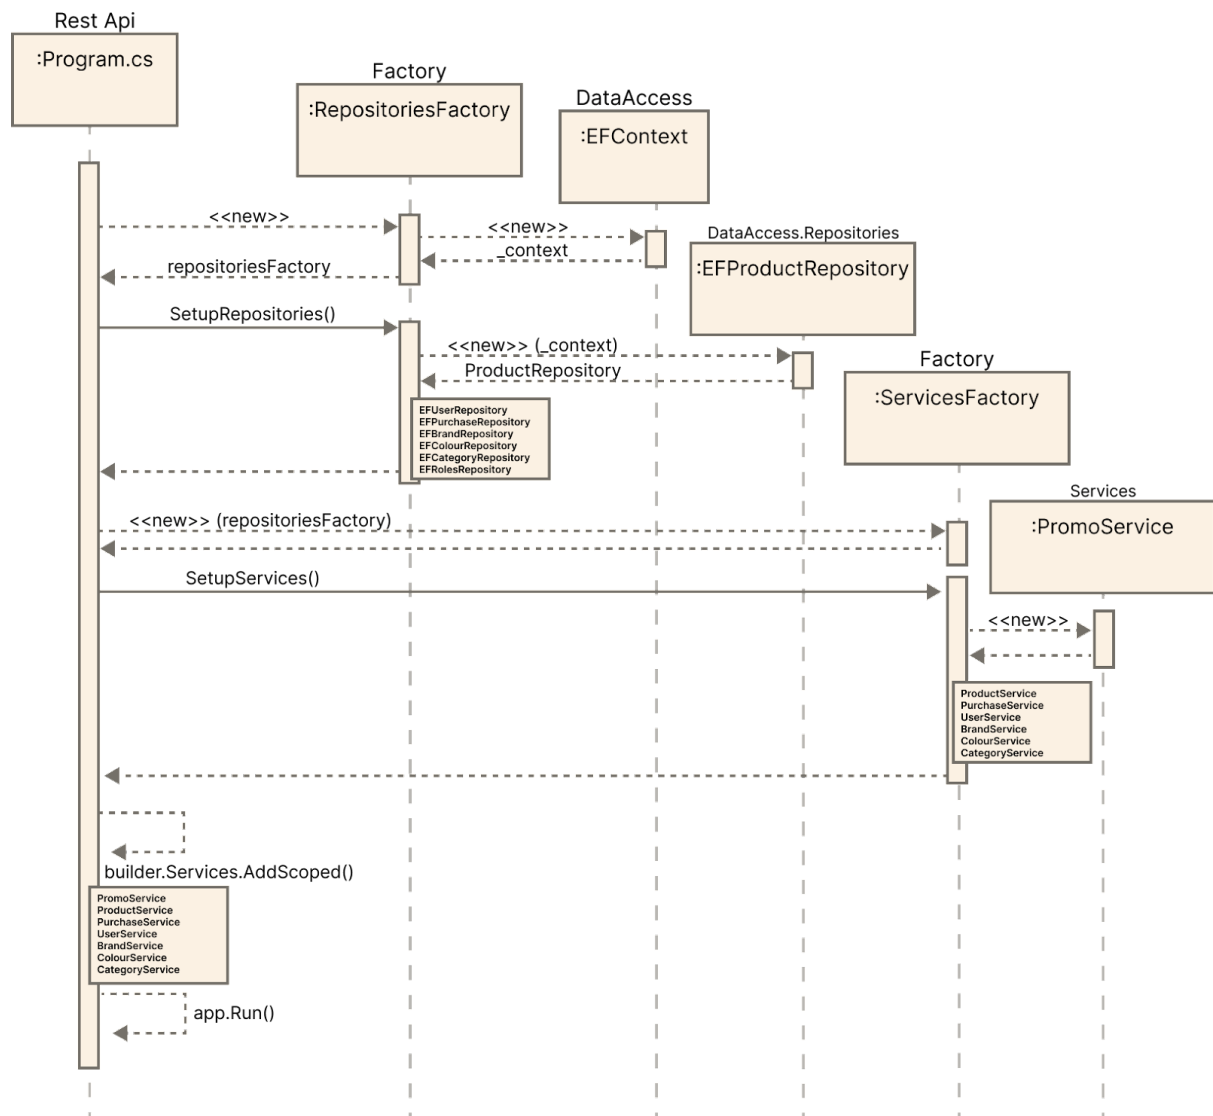 Rest Api
:Program.cs
Factory
:RepositoriesFactory
DataAccess
:EFContext
<<new>>
<<new>>
_context
DataAccess.Repositories
:EFProductRepository
repositoriesFactory
SetupRepositories()
<<new>> (_context)
ProductRepository
Factory
:ServicesFactory
EFUserRepository
EFPurchaseRepository
EFBrandRepository
EFColourRepository
EFCategoryRepository
EFRolesRepository
Services
:PromoService
<<new>> (repositoriesFactory)
SetupServices()
<<new>>
ProductService
PurchaseService
UserService
BrandService
ColourService
CategoryService
builder.Services.AddScoped()
PromoService
ProductService
PurchaseService
UserService
BrandService
ColourService
CategoryService
app.Run()